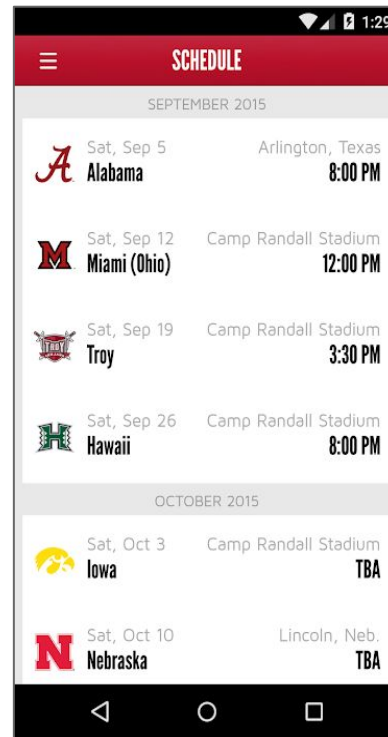 1:29
SCHEDULE
SEPTEMBER 2015
Sat, Sep 5 Arlington, Texas
Alabama 8:00 PM
Sat, Sep 12 Camp Randall Stadium
Miami (Ohio) 12:00 PM
Sat, Sep 19 Camp Randall Stadium
TROY
Troy 3:30 PM
Sat, Sep 26 Camp Randall Stadium
Hawaii 8:00 PM
OCTOBER 2015
Sat, Oct 3 Camp Randall Stadium
Iowa TBA
Sat, Oct 10 Lincoln, Neb.
Nebraska TBA